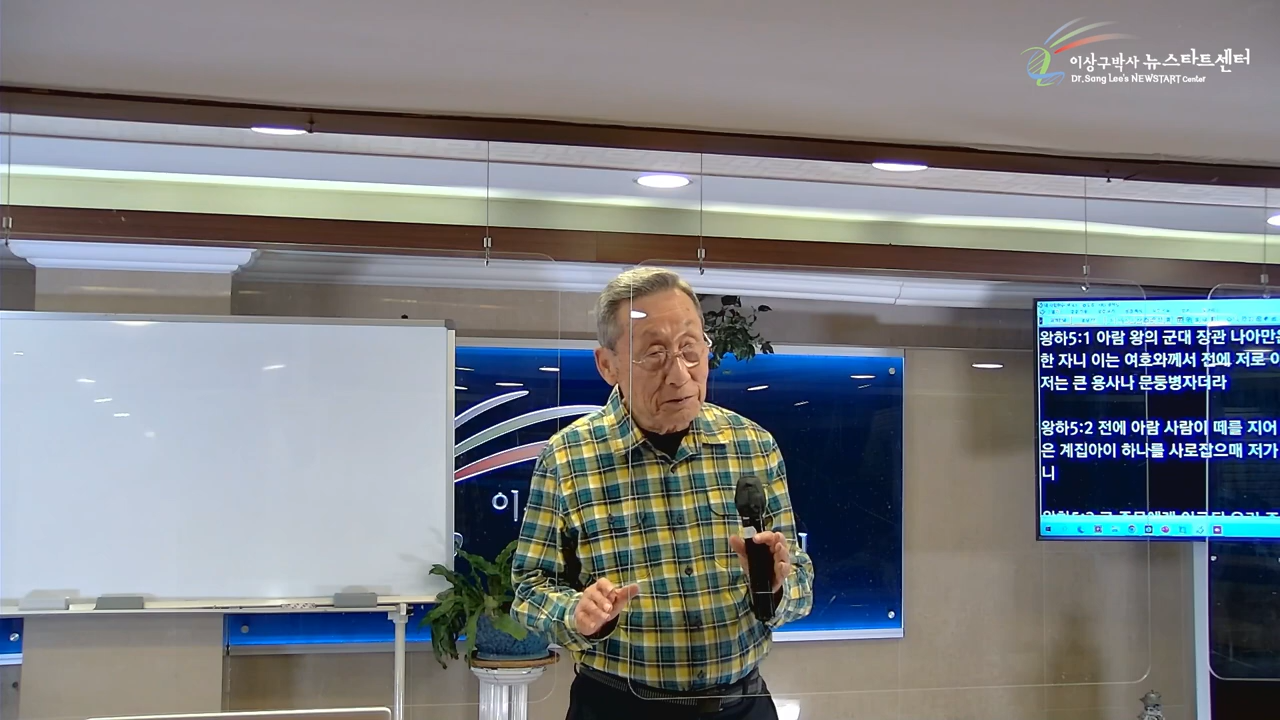 이상구박사 뉴스타트센터
Dr. Sang Lee's NEWSTART Center
왕하5:1 아람 왕의 군대 장관 나아만은
한 자니 이는 여호와께서 전에 저로 이
저는 큰 용사나 문둥병자더라
왕하5:2 전에 아람 사람이 떼를 지어
은 계집아이 하나를 사로잡으매 저가
니
이